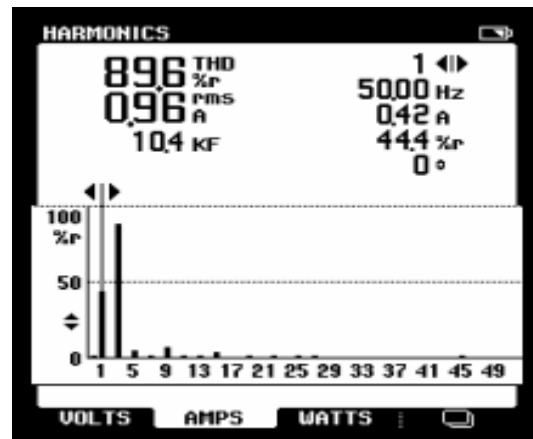 HARMONICS
89.6 THD %r
0.96 rms A
10.4 KF
1
50.00 Hz
0.42 A
44.4 %r
0 °
100
%r
50
0
1 5 9 13 17 21 25 29 33 37 41 45 49
VOLTS AMPS WATTS